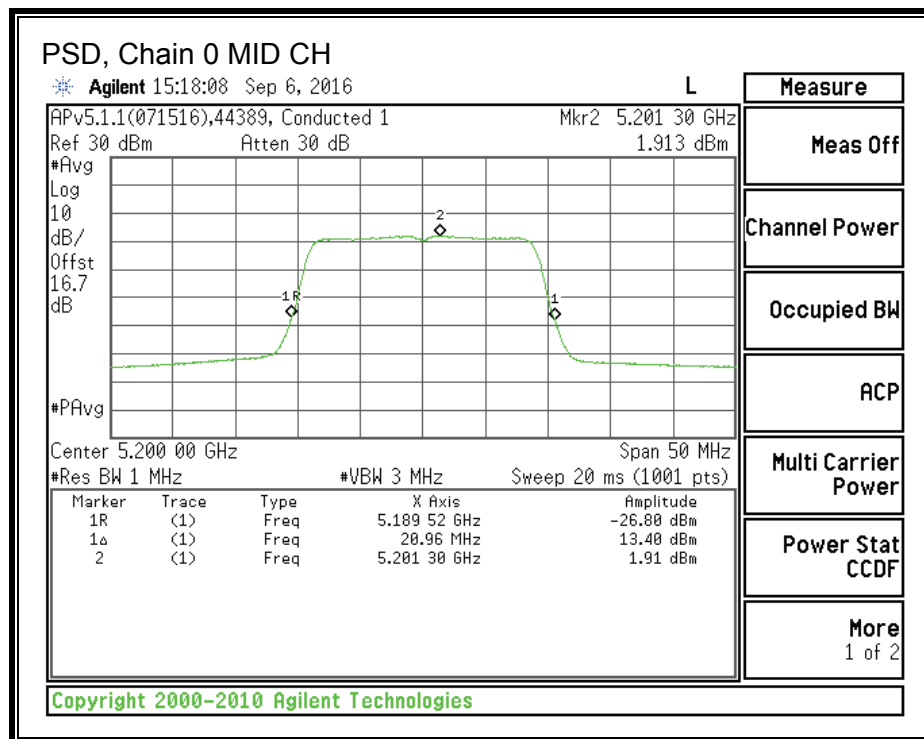 PSD, Chain 0 MID CH
Agilent 15:18:08 Sep 6, 2016 L
APv5.1.1(071516),44389, Conducted 1 Mkr2 5.201 30 GHz
Ref 30 dBm Atten 30 dB 1.913 dBm
#Avg
Log
10
dB/
Offst
16.7
dB
#PAvg
2
1R
1
Center 5.200 00 GHz Span 50 MHz
#Res BW 1 MHz #VBW 3 MHz Sweep 20 ms (1001 pts)
Marker Trace Type X Axis Amplitude
1R (1) Freq 5.189 52 GHz -26.80 dBm
1Δ (1) Freq 20.96 MHz 13.40 dBm
2 (1) Freq 5.201 30 GHz 1.91 dBm
Measure
Meas Off
Channel Power
Occupied BW
ACP
Multi Carrier
Power
Power Stat
CCDF
More
1 of 2
Copyright 2000-2010 Agilent Technologies